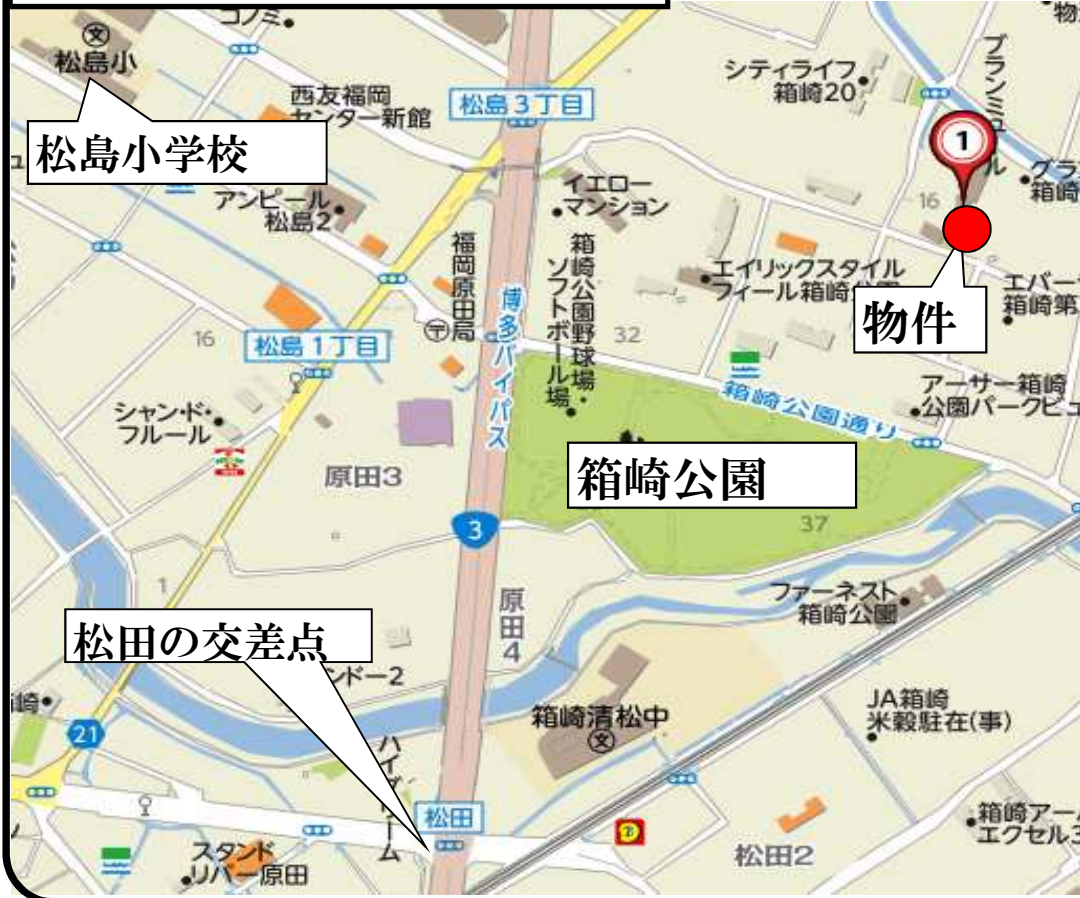 コノミ
物
松島小
西友福岡
センター新館
松島3丁目
シティライフ
箱崎20
ブランミュール
1
松島小学校
アンピール
松島2
イエロー
マンション
16
グラ
箱崎
福岡原田局
博多バイパス
箱崎公園野球場・
ソフトボール場
エイリックスタイル
フィール箱崎公
物件
エバー
箱崎第
松島1丁目
16
32
箱崎公園通り
アーサー箱崎
公園パークビュ
シャンド・
フルール
原田3
箱崎公園
3
37
1
原田4
ファーネスト
箱崎公園
松田の交差点
ンドー2
箱崎清松中
文
JA箱崎
米穀駐在(事)
崎
21
松田
スタンド
リバー原田
松田2
箱崎アー
エクセル3